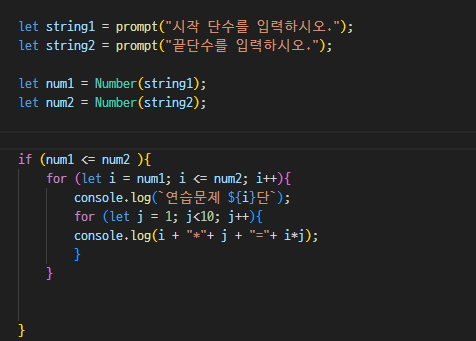 let string1 = prompt("시작 단수를 입력하시오.");
let string2 = prompt("끝단수를 입력하시오.");
let num1 = Number(string1);
let num2 = Number(string2);
if (num1 <= num2 ){
for (let i = num1; i <= num2; i++){
console.log(`연습문제 ${i}단`);
for (let j = 1; j<10; j++){
console.log(i + "*"+ j + "="+ i*j);
}
}
}